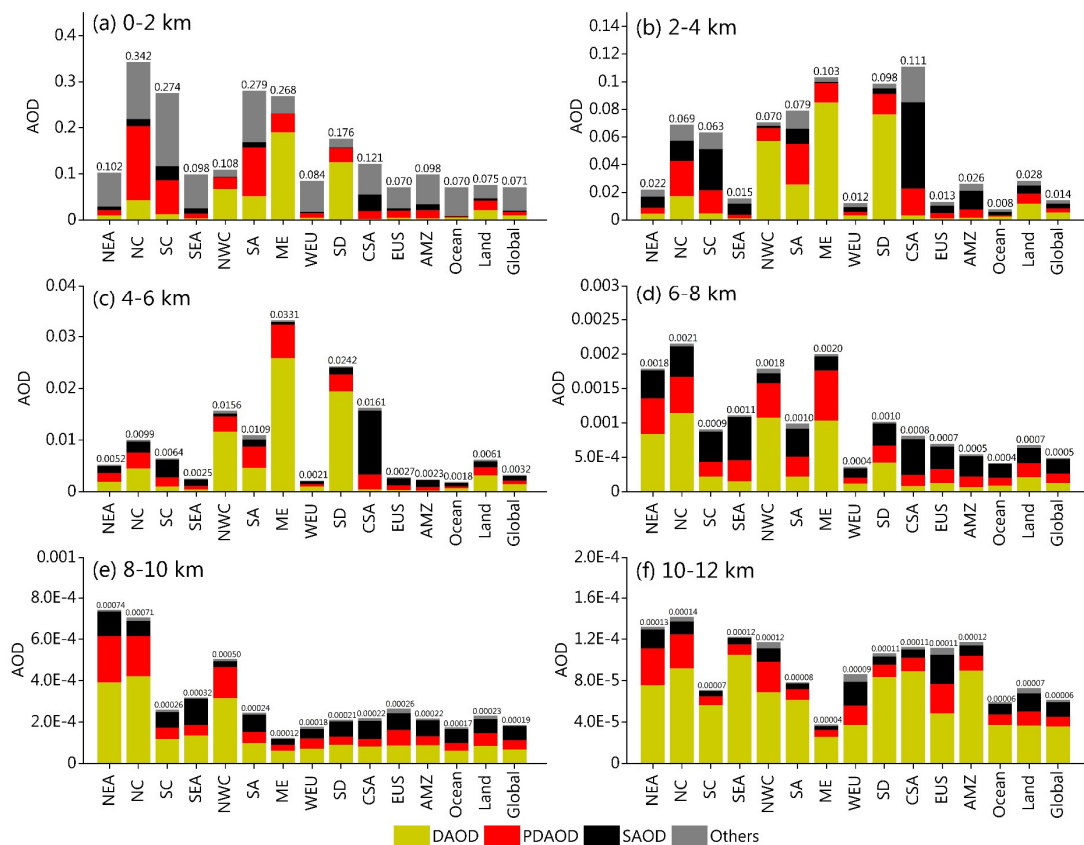 (a) 0-2 km
AOD
0.4
0.3
0.2
0.1
0
0.102
0.342
0.274
0.098
0.108
0.279
0.268
0.084
0.176
0.121
0.070
0.098
0.070
0.075
0.071
NEA
NC
SC
SEA
NWC
SA
ME
WEU
SD
CSA
EUS
AMZ
Ocean
Land
Global
(b) 2-4 km
AOD
0.14
0.12
0.1
0.08
0.06
0.04
0.02
0
0.022
0.069
0.063
0.015
0.070
0.079
0.103
0.012
0.098
0.111
0.013
0.026
0.008
0.028
0.014
NEA
NC
SC
SEA
NWC
SA
ME
WEU
SD
CSA
EUS
AMZ
Ocean
Land
Global
(c) 4-6 km
AOD
0.04
0.03
0.02
0.01
0
0.0052
0.0099
0.0064
0.0025
0.0156
0.0109
0.0331
0.0021
0.0242
0.0161
0.0027
0.0023
0.0018
0.0061
0.0032
NEA
NC
SC
SEA
NWC
SA
ME
WEU
SD
CSA
EUS
AMZ
Ocean
Land
Global
(d) 6-8 km
AOD
0.003
0.0025
0.002
0.0015
0.001
5.0E-4
0
0.0018
0.0021
0.0009
0.0011
0.0018
0.0010
0.0020
0.0004
0.0010
0.0008
0.0007
0.0005
0.0004
0.0007
0.0005
NEA
NC
SC
SEA
NWC
SA
ME
WEU
SD
CSA
EUS
AMZ
Ocean
Land
Global
(e) 8-10 km
AOD
0.001
8.0E-4
6.0E-4
4.0E-4
2.0E-4
0
0.00074
0.00071
0.00026
0.00032
0.00050
0.00024
0.00012
0.00018
0.00021
0.00022
0.00026
0.00022
0.00017
0.00023
0.00019
NEA
NC
SC
SEA
NWC
SA
ME
WEU
SD
CSA
EUS
AMZ
Ocean
Land
Global
(f) 10-12 km
AOD
2.0E-4
1.6E-4
1.2E-4
8.0E-5
4.0E-5
0
0.00013
0.00014
0.00007
0.00012
0.00012
0.00008
0.00004
0.00009
0.00011
0.00011
0.00011
0.00012
0.00006
0.00007
0.00006
NEA
NC
SC
SEA
NWC
SA
ME
WEU
SD
CSA
EUS
AMZ
Ocean
Land
Global
DAOD PDAOD SAOD Others